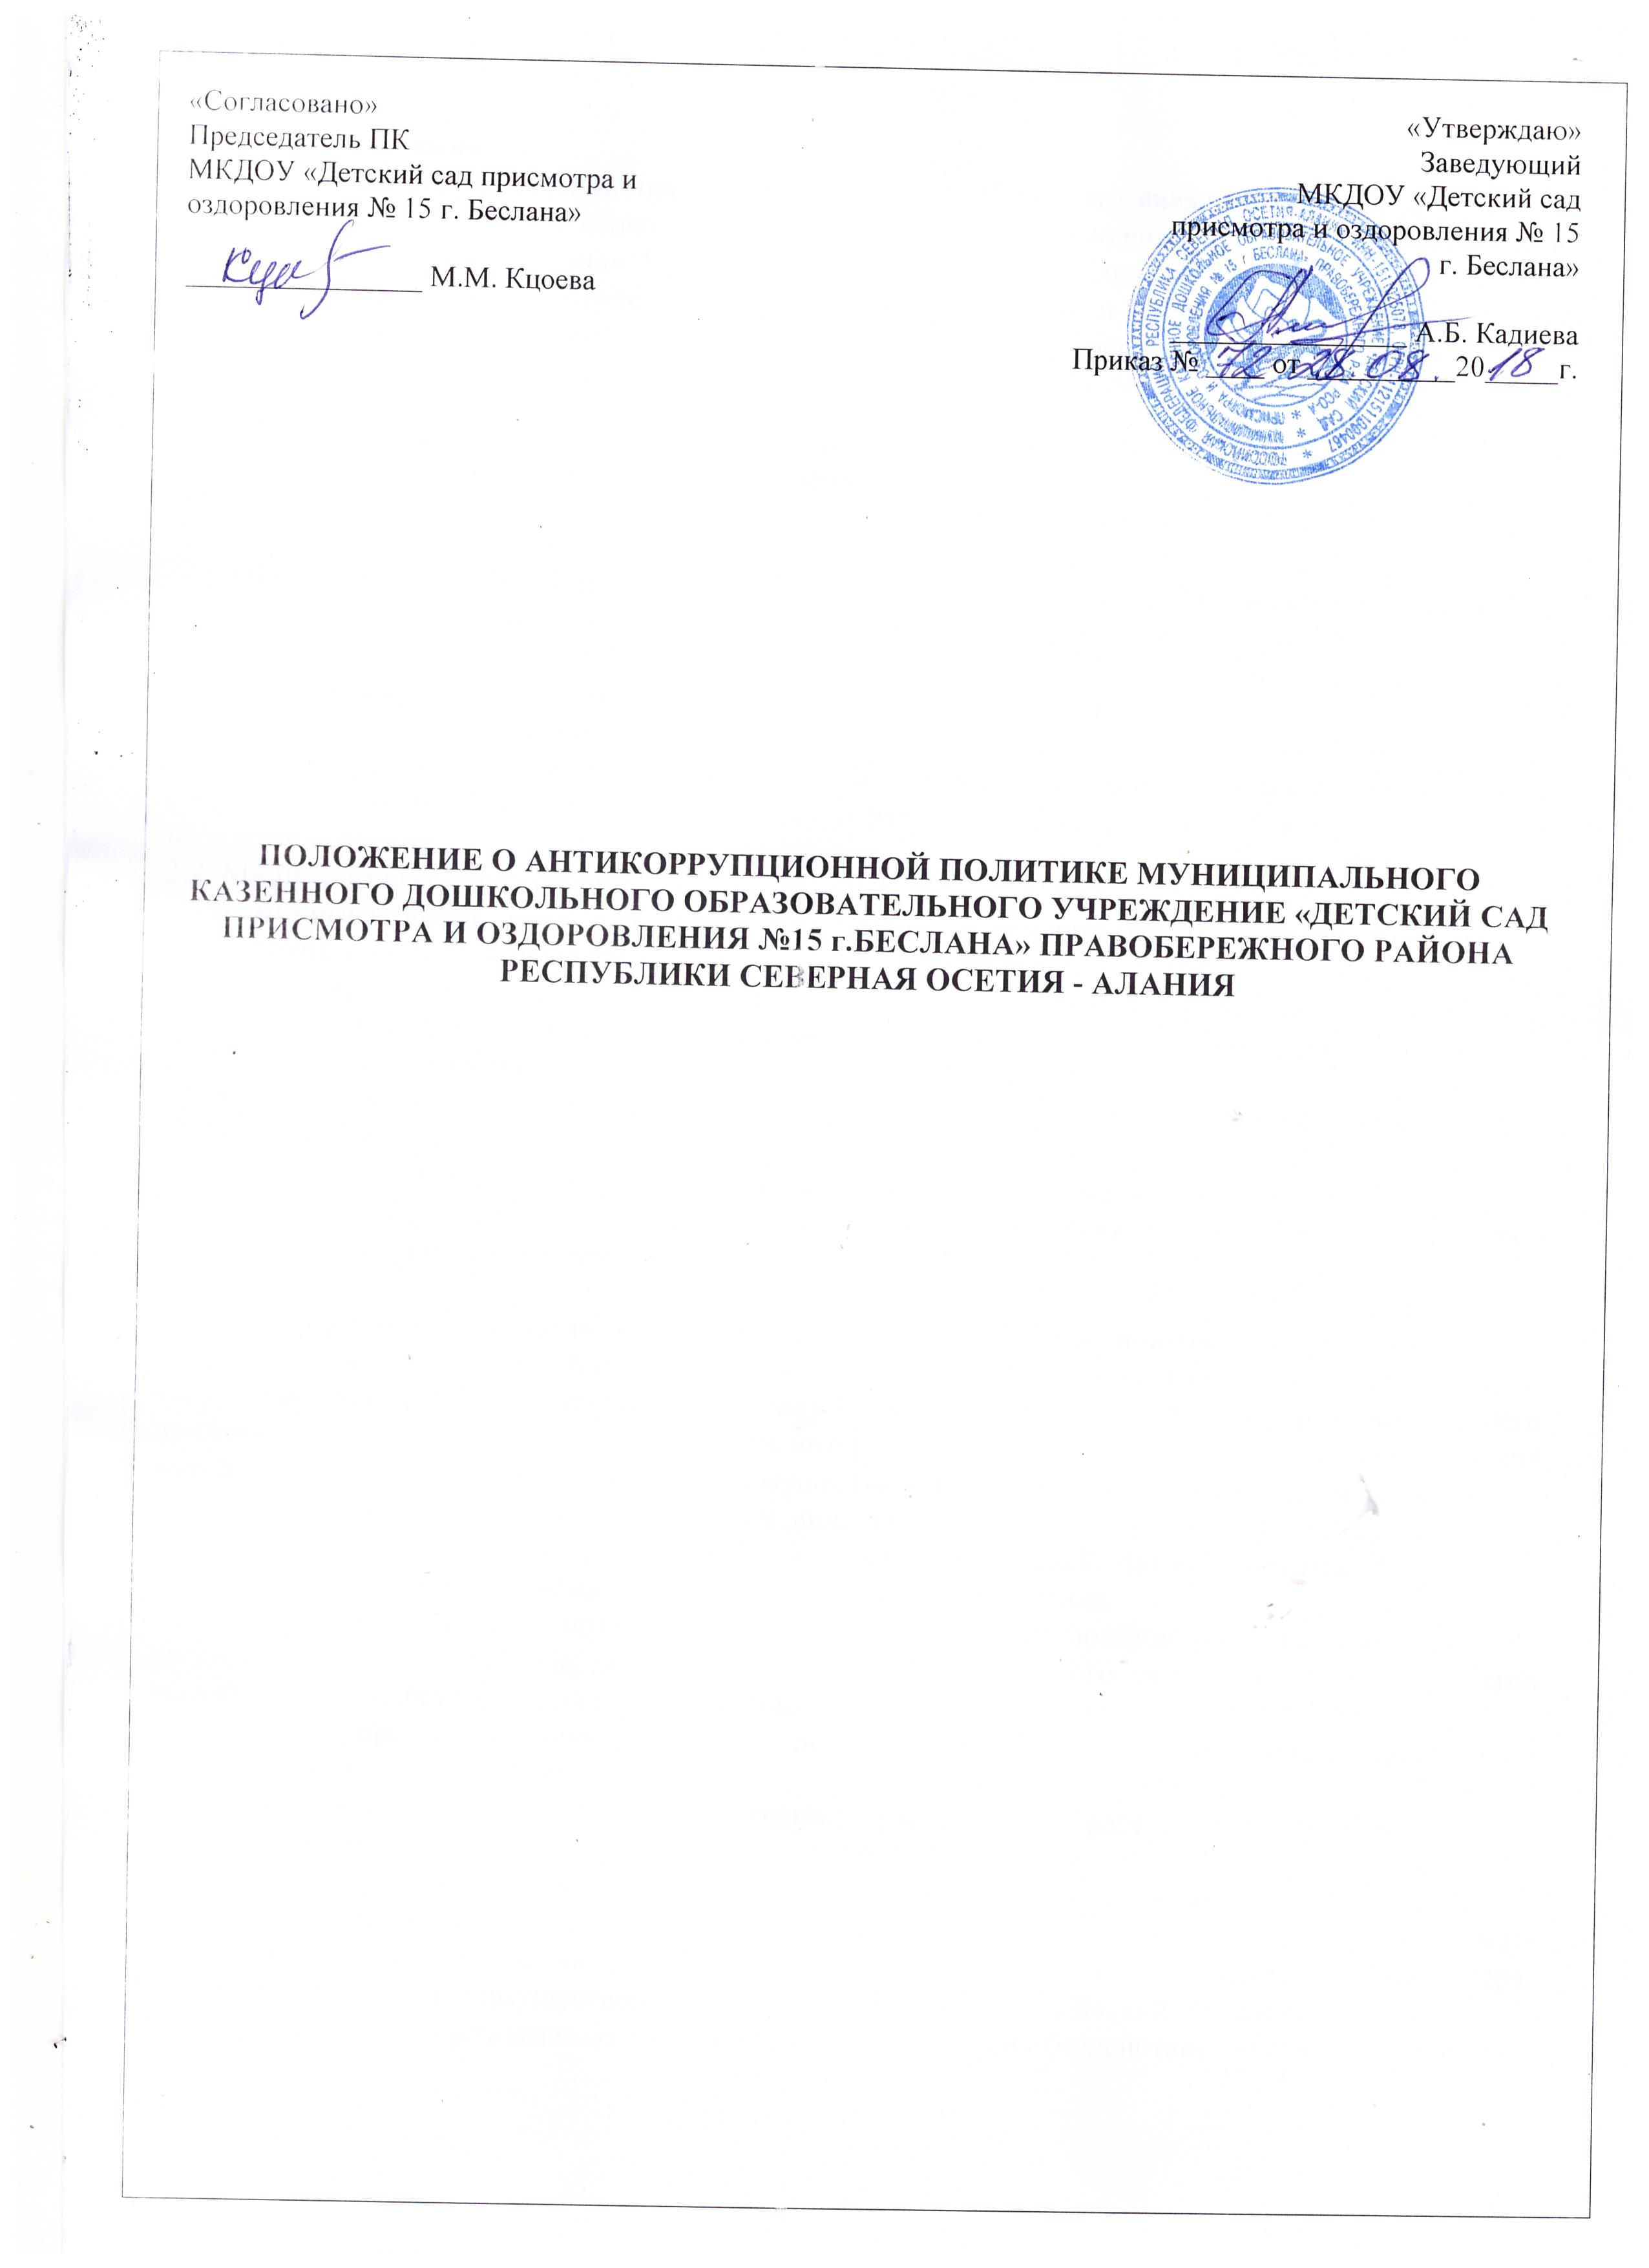 «Согласовано»
Председатель ПК
МКДОУ «Детский сад присмотра и
оздоровления № 15 г. Беслана»
М.М. Кцоева
«Утверждаю»
Заведующий
МКДОУ «Детский сад
присмотра и оздоровления № 15
г. Беслана»
А.Б. Кадиева
Приказ № 72 от 28.08.2018г.
ПОЛОЖЕНИЕ О АНТИКОРРУПЦИОННОЙ ПОЛИТИКЕ МУНИЦИПАЛЬНОГО
КАЗЕННОГО ДОШКОЛЬНОГО ОБРАЗОВАТЕЛЬНОГО УЧРЕЖДЕНИЕ «ДЕТСКИЙ САД
ПРИСМОТРА И ОЗДОРОВЛЕНИЯ №15 г.БЕСЛАНА» ПРАВОБЕРЕЖНОГО РАЙОНА
РЕСПУБЛИКИ СЕВЕРНАЯ ОСЕТИЯ - АЛАНИЯ